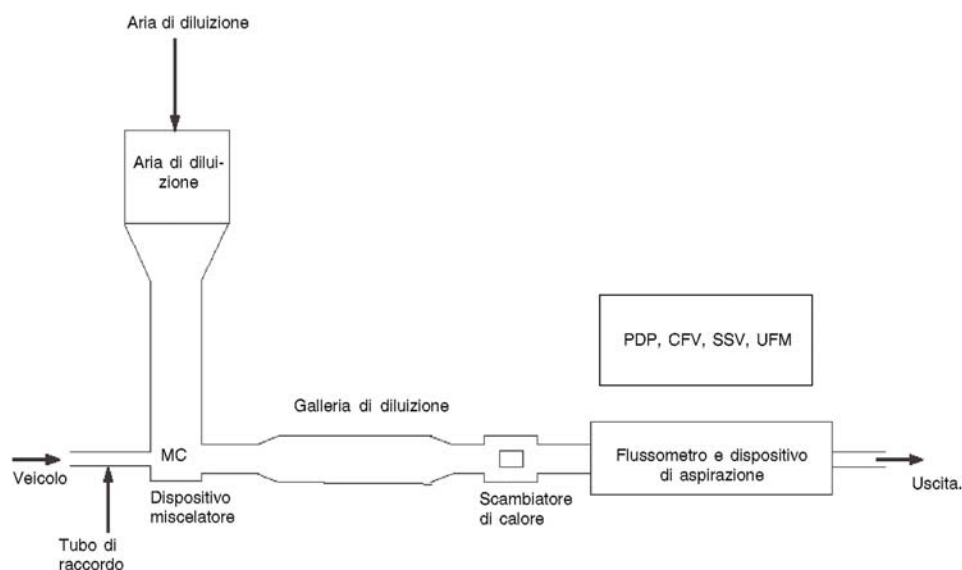 Aria di diluizione
Aria di dilui-
zione
PDP, CFV, SSV, UFM
Galleria di diluizione
MC
Flussometro e dispositivo
di aspirazione
Veicolo
Dispositivo
miscelatore
Scambiatore
di calore
Uscita.
Tubo di
raccordo